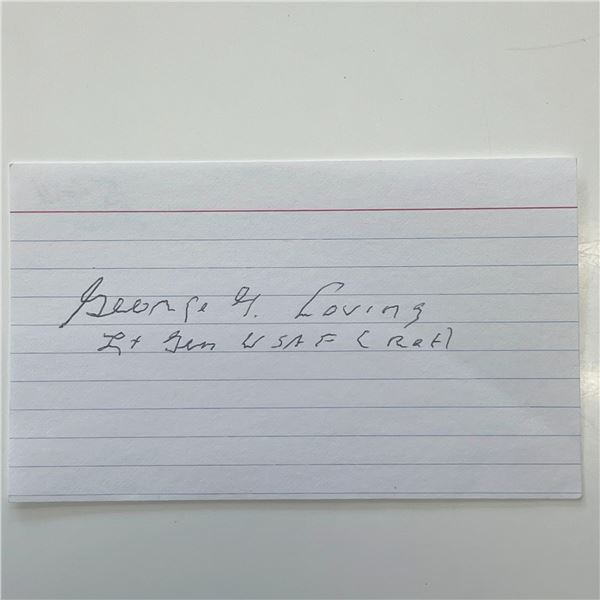 George G. Loving
Lt Gen USAF (Ret)